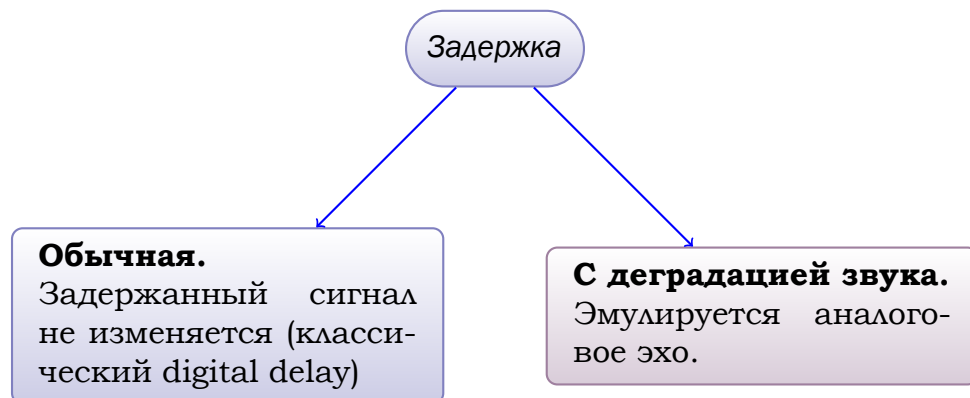 Задержка
Обычная.
Задержанный сигнал
не изменяется (класси-
ческий digital delay)
С деградацией звука.
Эмулируется аналого-
вое эхо.